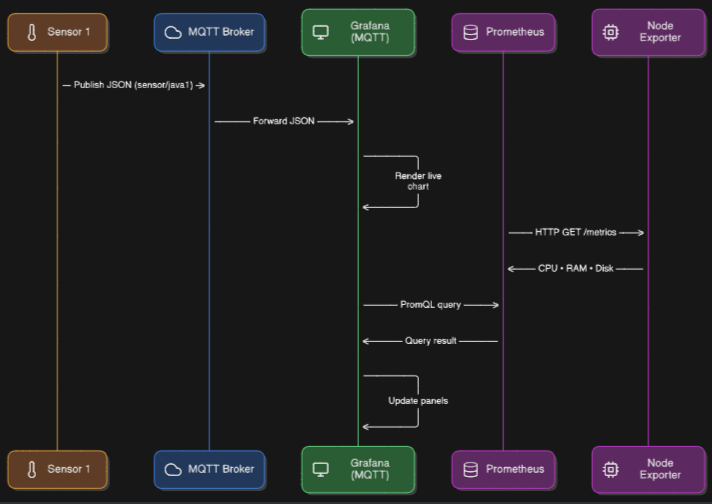 Sensor 1
MQTT Broker
Grafana
(MQTT)
Prometheus
Node
Exporter
Publish JSON (sensor/java1)
Forward JSON
Render live
chart
HTTP GET /metrics
CPU • RAM • Disk
PromQL query
Query result
Update panels
Sensor 1
MQTT Broker
Grafana
(MQTT)
Prometheus
Node
Exporter